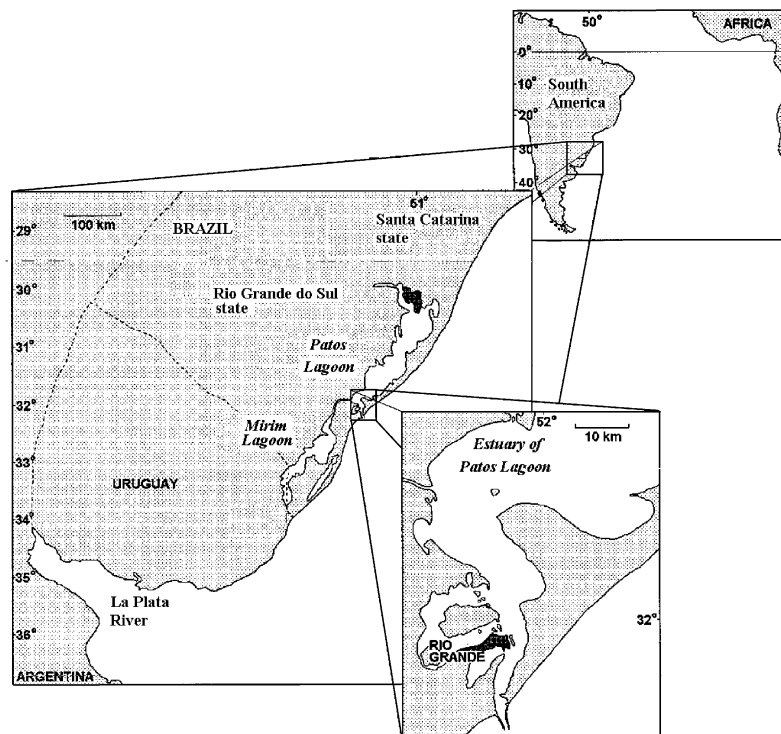 50°
AFRICA
0°
10°
20°
30°
40°
South
America
51°
100 km
Santa Catarina
state
BRAZIL
29°
30°
Rio Grande do Sul
state
31°
Patos
Lagoon
32°
Mirim
Lagoon
33°
URUGUAY
34°
35°
La Plata
River
36°
ARGENTINA
52°
10 km
Estuary of
Patos Lagoon
32°
RIO
GRANDE